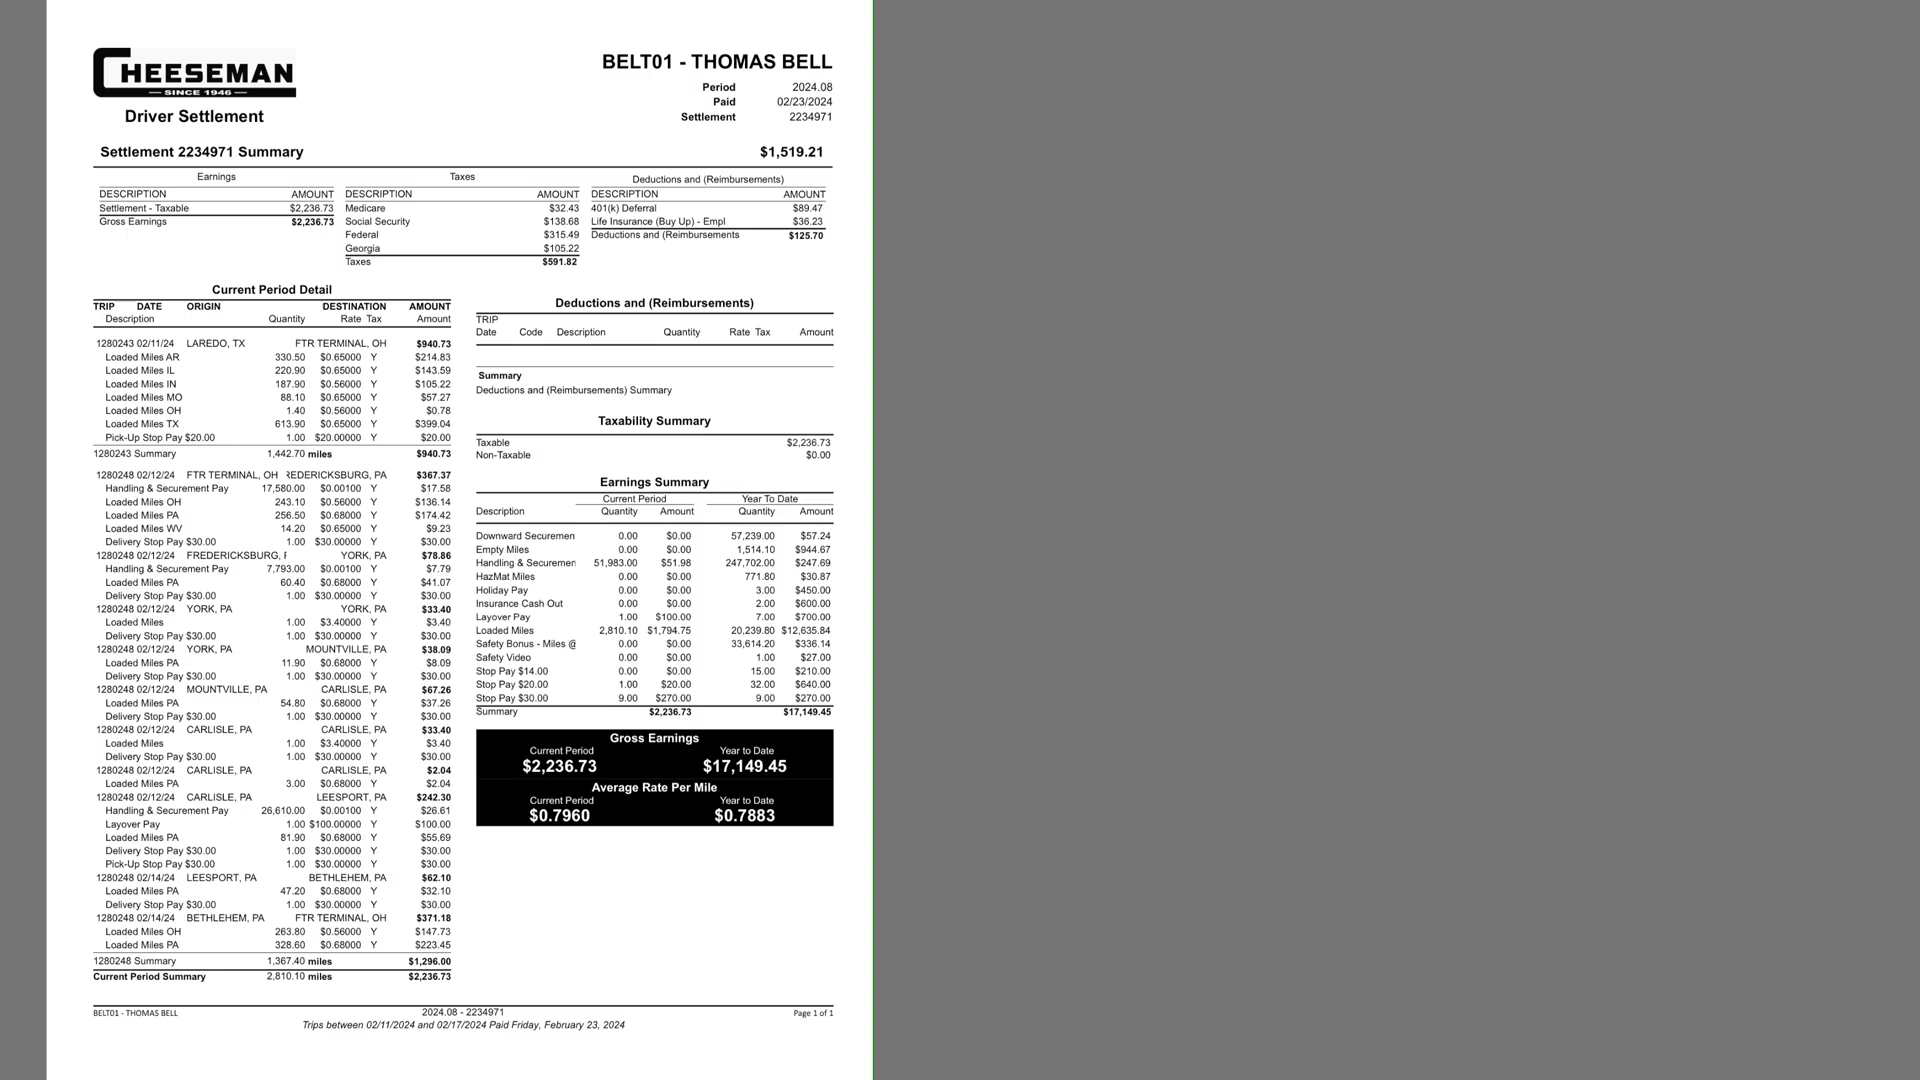 CHEESEMAN
SINCE 1946
Driver Settlement
BELT01 - THOMAS BELL
Period 2024.08
Paid 02/23/2024
Settlement 2234971
Settlement 2234971 Summary $1,519.21
Earnings
DESCRIPTION AMOUNT
Settlement - Taxable $2,236.73
Gross Earnings $2,236.73
Taxes
DESCRIPTION AMOUNT
Medicare $32.43
Social Security $138.68
Federal $315.49
Georgia $105.22
Taxes $591.82
Deductions and (Reimbursements)
DESCRIPTION AMOUNT
401(k) Deferral $89.47
Life Insurance (Buy Up) - Empl $36.23
Deductions and (Reimbursements $125.70
Current Period Detail
TRIP DATE ORIGIN DESTINATION AMOUNT
Description Quantity Rate Tax Amount
1280243 02/11/24 LAREDO, TX FTR TERMINAL, OH $940.73
Loaded Miles AR 330.50 $0.65000 Y $214.83
Loaded Miles IL 220.90 $0.65000 Y $143.59
Loaded Miles IN 187.90 $0.56000 Y $105.22
Loaded Miles MO 88.10 $0.65000 Y $57.27
Loaded Miles OH 1.40 $0.56000 Y $0.78
Loaded Miles TX 613.90 $0.65000 Y $399.04
Pick-Up Stop Pay $20.00 1.00 $20.00000 Y $20.00
1280243 Summary 1,442.70 miles $940.73
1280248 02/12/24 FTR TERMINAL, OH REDERICKSBURG, PA $367.37
Handling & Securement Pay 17,580.00 $0.00100 Y $17.58
Loaded Miles OH 243.10 $0.56000 Y $136.14
Loaded Miles PA 256.50 $0.68000 Y $174.42
Loaded Miles WV 14.20 $0.65000 Y $9.23
Delivery Stop Pay $30.00 1.00 $30.00000 Y $30.00
1280248 02/12/24 FREDERICKSBURG, F YORK, PA $78.86
Handling & Securement Pay 7,793.00 $0.00100 Y $7.79
Loaded Miles PA 60.40 $0.68000 Y $41.07
Delivery Stop Pay $30.00 1.00 $30.00000 Y $30.00
1280248 02/12/24 YORK, PA YORK, PA $33.40
Loaded Miles 1.00 $3.40000 Y $3.40
Delivery Stop Pay $30.00 1.00 $30.00000 Y $30.00
1280248 02/12/24 YORK, PA MOUNTVILLE, PA $38.09
Loaded Miles PA 11.90 $0.68000 Y $8.09
Delivery Stop Pay $30.00 1.00 $30.00000 Y $30.00
1280248 02/12/24 MOUNTVILLE, PA CARLISLE, PA $67.26
Loaded Miles PA 54.80 $0.68000 Y $37.26
Delivery Stop Pay $30.00 1.00 $30.00000 Y $30.00
1280248 02/12/24 CARLISLE, PA CARLISLE, PA $33.40
Loaded Miles 1.00 $3.40000 Y $3.40
Delivery Stop Pay $30.00 1.00 $30.00000 Y $30.00
1280248 02/12/24 CARLISLE, PA CARLISLE, PA $2.04
Loaded Miles PA 3.00 $0.68000 Y $2.04
1280248 02/12/24 CARLISLE, PA LEESPORT, PA $242.30
Handling & Securement Pay 26,610.00 $0.00100 Y $26.61
Layover Pay 1.00 $100.00000 Y $100.00
Loaded Miles PA 81.90 $0.68000 Y $55.69
Delivery Stop Pay $30.00 1.00 $30.00000 Y $30.00
Pick-Up Stop Pay $30.00 1.00 $30.00000 Y $30.00
1280248 02/14/24 LEESPORT, PA BETHLEHEM, PA $62.10
Loaded Miles PA 47.20 $0.68000 Y $32.10
Delivery Stop Pay $30.00 1.00 $30.00000 Y $30.00
1280248 02/14/24 BETHLEHEM, PA FTR TERMINAL, OH $371.18
Loaded Miles OH 263.80 $0.56000 Y $147.73
Loaded Miles PA 328.60 $0.68000 Y $223.45
1280248 Summary 1,367.40 miles $1,296.00
Current Period Summary 2,810.10 miles $2,236.73
Deductions and (Reimbursements)
TRIP
Date Code Description Quantity Rate Tax Amount
Summary
Deductions and (Reimbursements) Summary
Taxability Summary
Taxable $2,236.73
Non-Taxable $0.00
Earnings Summary
Current Period Year To Date
Description Quantity Amount Quantity Amount
Downward Securemen 0.00 $0.00 57,239.00 $57.24
Empty Miles 0.00 $0.00 1,514.10 $944.67
Handling & Securemen 51,983.00 $51.98 247,702.00 $247.69
HazMat Miles 0.00 $0.00 771.80 $30.87
Holiday Pay 0.00 $0.00 3.00 $450.00
Insurance Cash Out 0.00 $0.00 2.00 $600.00
Layover Pay 1.00 $100.00 7.00 $700.00
Loaded Miles 2,810.10 $1,794.75 20,239.80 $12,635.84
Safety Bonus - Miles @ 0.00 $0.00 33,614.20 $336.14
Safety Video 0.00 $0.00 1.00 $27.00
Stop Pay $14.00 0.00 $0.00 15.00 $210.00
Stop Pay $20.00 1.00 $20.00 32.00 $640.00
Stop Pay $30.00 9.00 $270.00 9.00 $270.00
Summary $2,236.73 $17,149.45
Gross Earnings
Current Period Year to Date
$2,236.73 $17,149.45
Average Rate Per Mile
Current Period Year to Date
$0.7960 $0.7883
BELT01 - THOMAS BELL 2024.08 - 2234971 Page 1 of 1
Trips between 02/11/2024 and 02/17/2024 Paid Friday, February 23, 2024